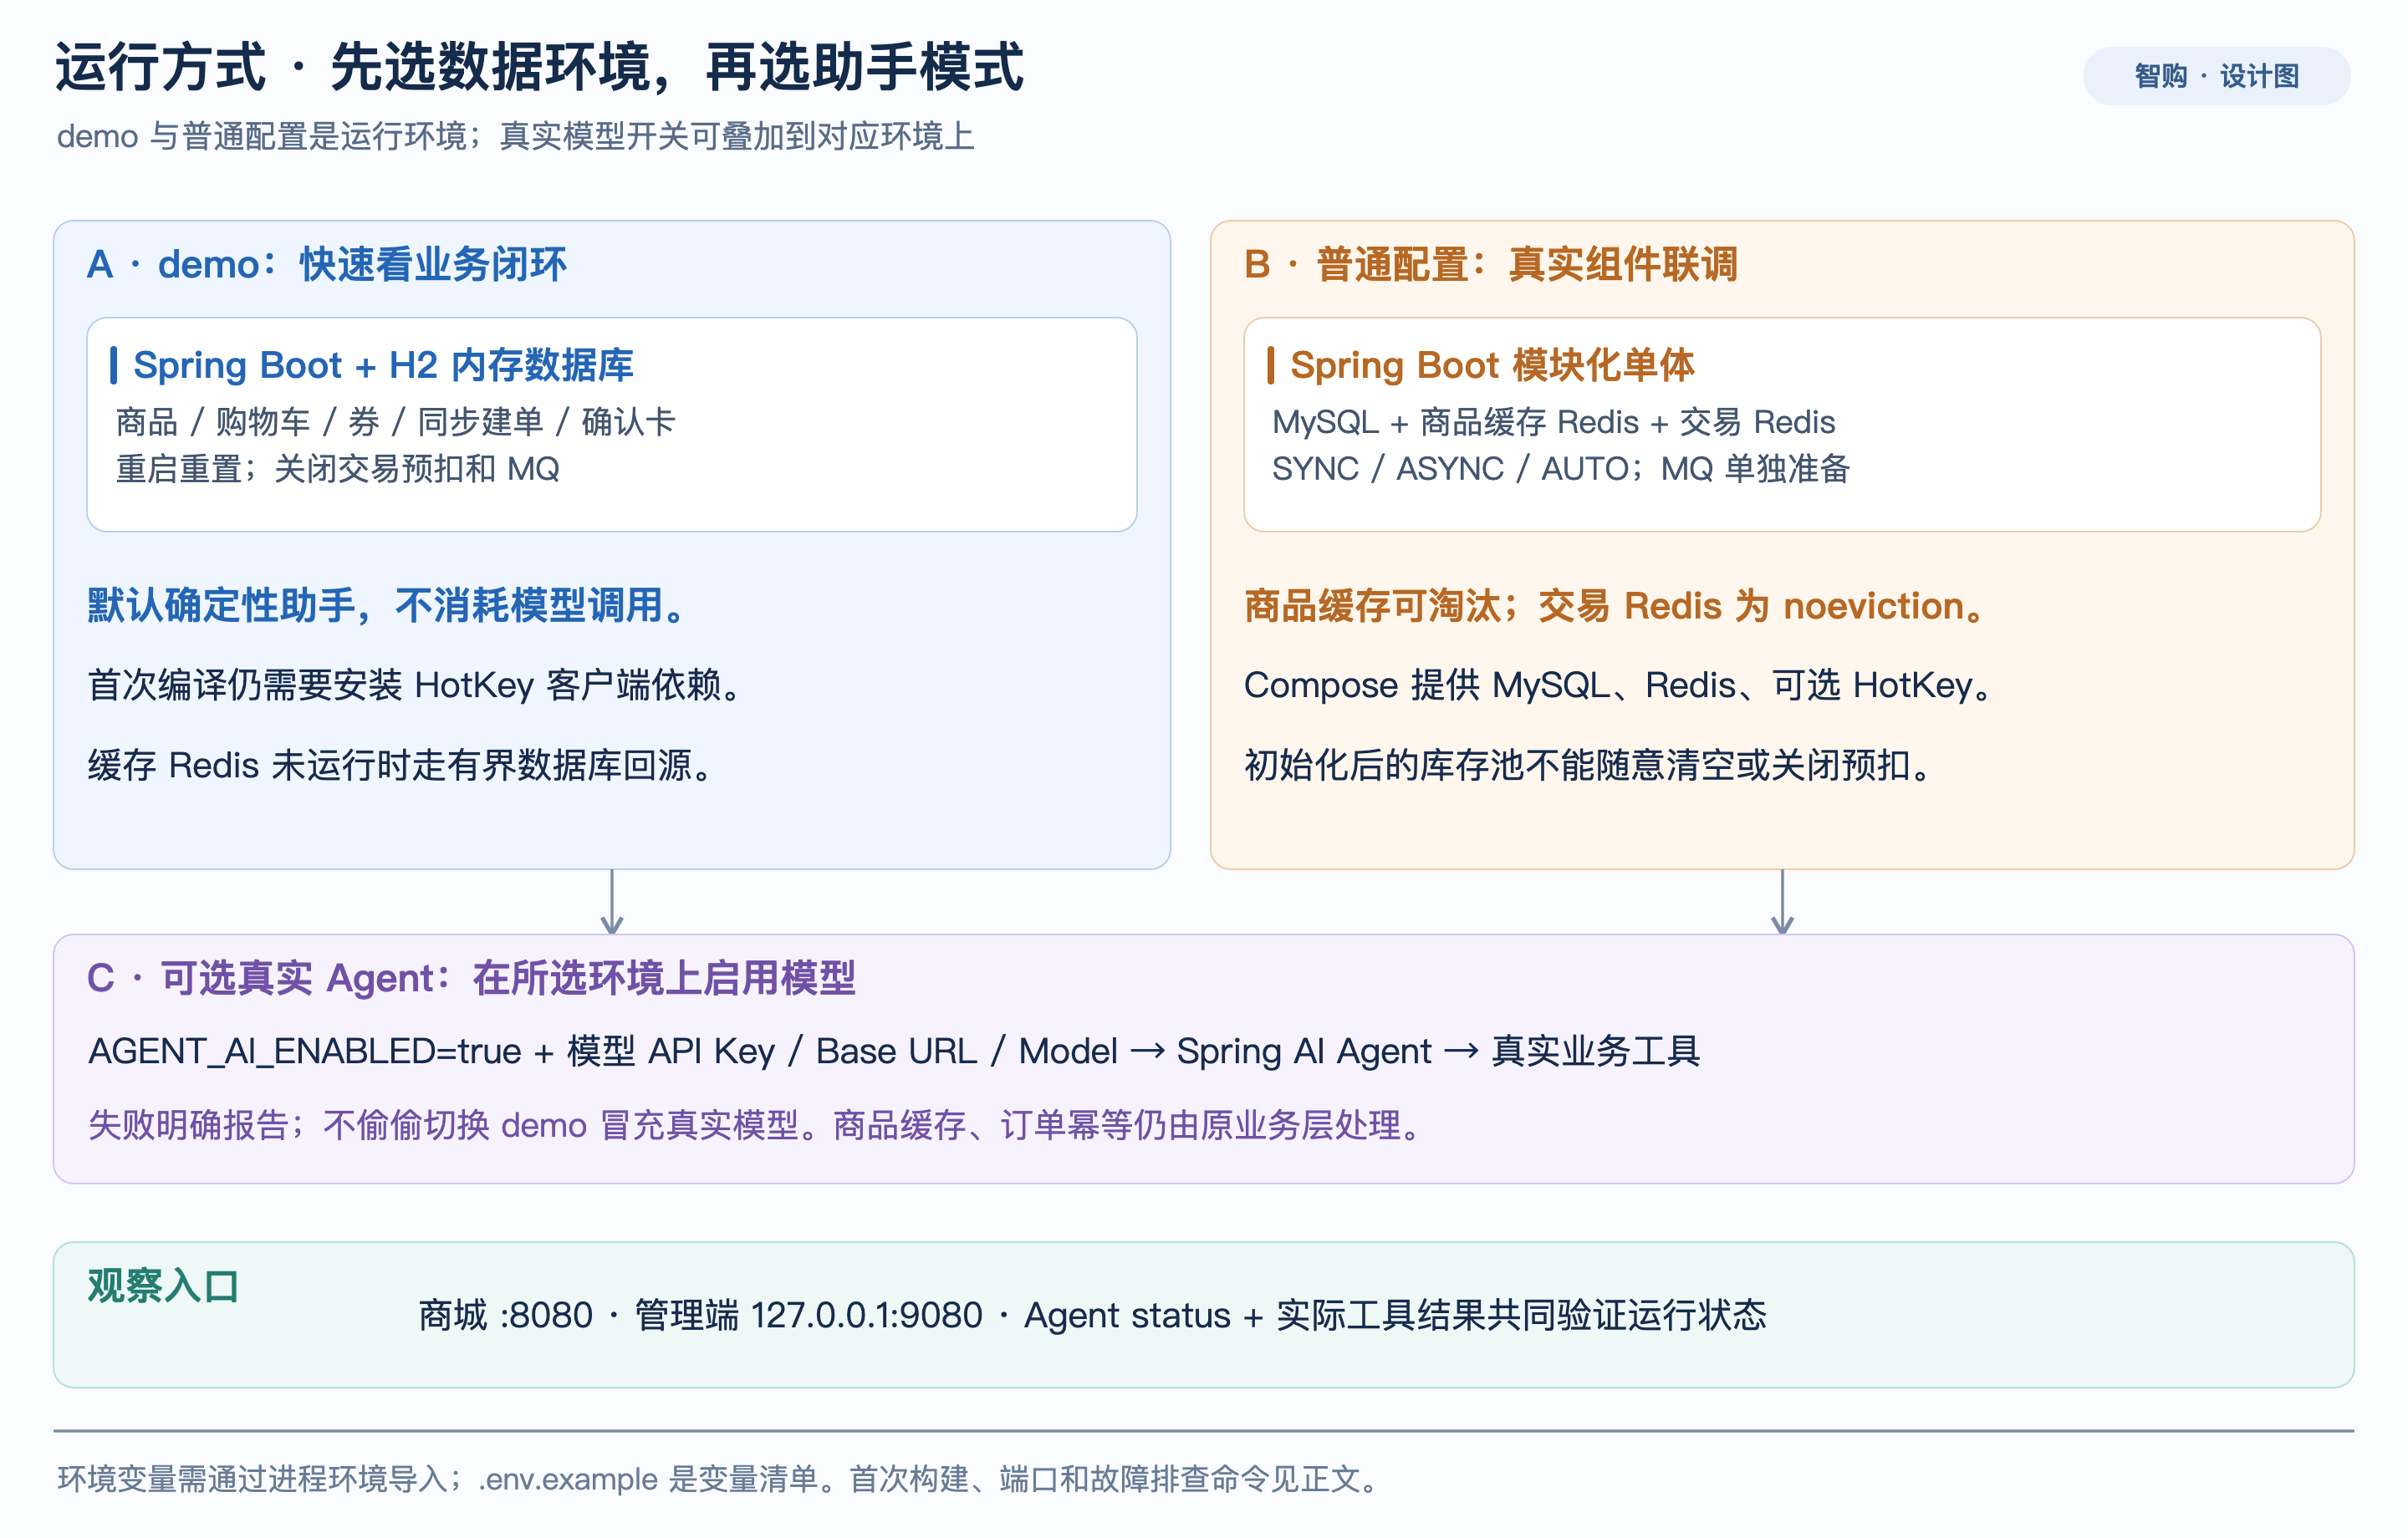 运行方式 · 先选数据环境，再选助手模式
智购 · 设计图
demo 与普通配置是运行环境；真实模型开关可叠加到对应环境上
A · demo：快速看业务闭环
Spring Boot + H2 内存数据库
商品 / 购物车 / 券 / 同步建单 / 确认卡
重启重置；关闭交易预扣和 MQ
默认确定性助手，不消耗模型调用。
首次编译仍需要安装 HotKey 客户端依赖。
缓存 Redis 未运行时走有界数据库回源。
B · 普通配置：真实组件联调
Spring Boot 模块化单体
MySQL + 商品缓存 Redis + 交易 Redis
SYNC / ASYNC / AUTO；MQ 单独准备
商品缓存可淘汰；交易 Redis 为 noeviction。
Compose 提供 MySQL、Redis、可选 HotKey。
初始化后的库存池不能随意清空或关闭预扣。
C · 可选真实 Agent：在所选环境上启用模型
AGENT_AI_ENABLED=true + 模型 API Key / Base URL / Model → Spring AI Agent → 真实业务工具
失败明确报告；不偷偷切换 demo 冒充真实模型。商品缓存、订单幂等仍由原业务层处理。
观察入口
商城 :8080 · 管理端 127.0.0.1:9080 · Agent status + 实际工具结果共同验证运行状态
环境变量需通过进程环境导入；.env.example 是变量清单。首次构建、端口和故障排查命令见正文。